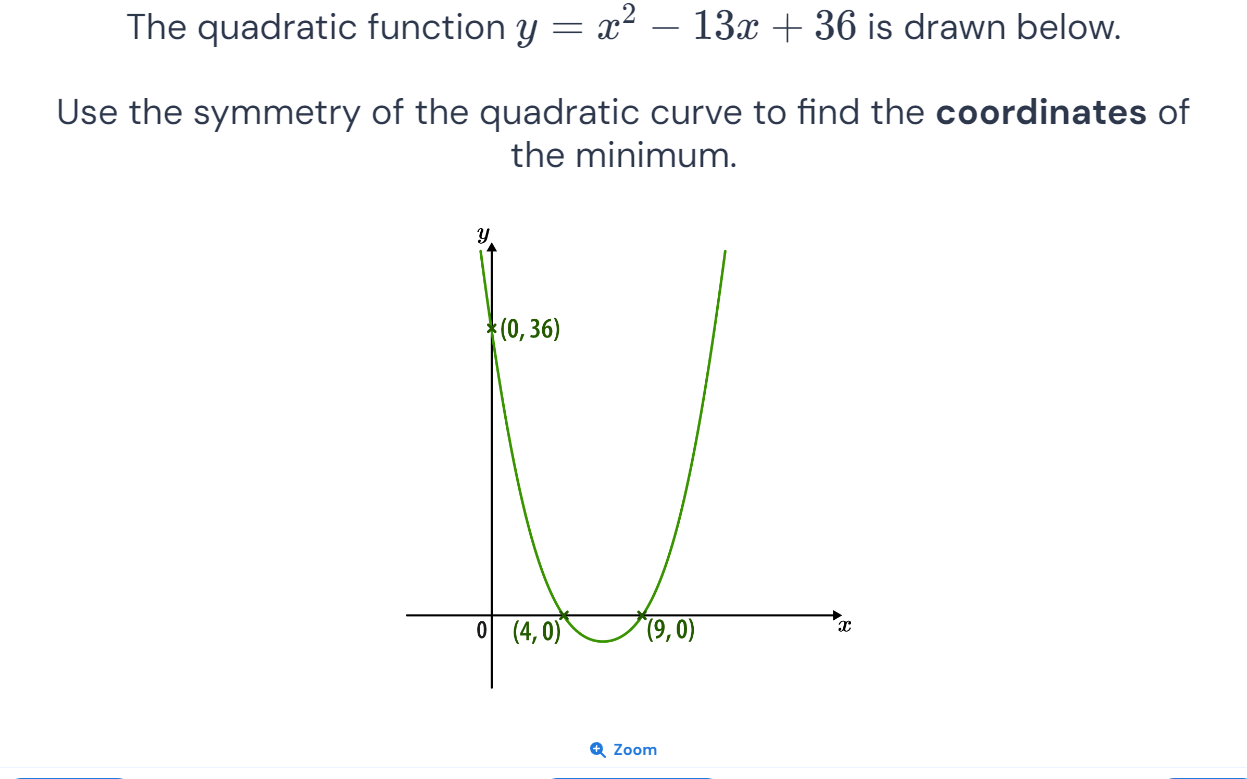 The quadratic function y = x² − 13x + 36 is drawn below.
Use the symmetry of the quadratic curve to find the coordinates of
the minimum.
y
(0, 36)
0
(4, 0)
(9, 0)
x
Zoom